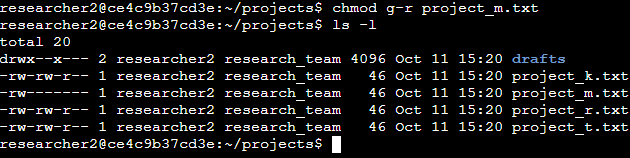 researcher2@ce4c9b37cd3e:~/projects$ chmod g-r project_m.txt
researcher2@ce4c9b37cd3e:~/projects$ ls -l
total 20
drwx--x--- 2 researcher2 research_team 4096 Oct 11 15:20 drafts
-rw-rw-r-- 1 researcher2 research_team   46 Oct 11 15:20 project_k.txt
-rw------- 1 researcher2 research_team   46 Oct 11 15:20 project_m.txt
-rw-rw-r-- 1 researcher2 research_team   46 Oct 11 15:20 project_r.txt
-rw-rw-r-- 1 researcher2 research_team   46 Oct 11 15:20 project_t.txt
researcher2@ce4c9b37cd3e:~/projects$